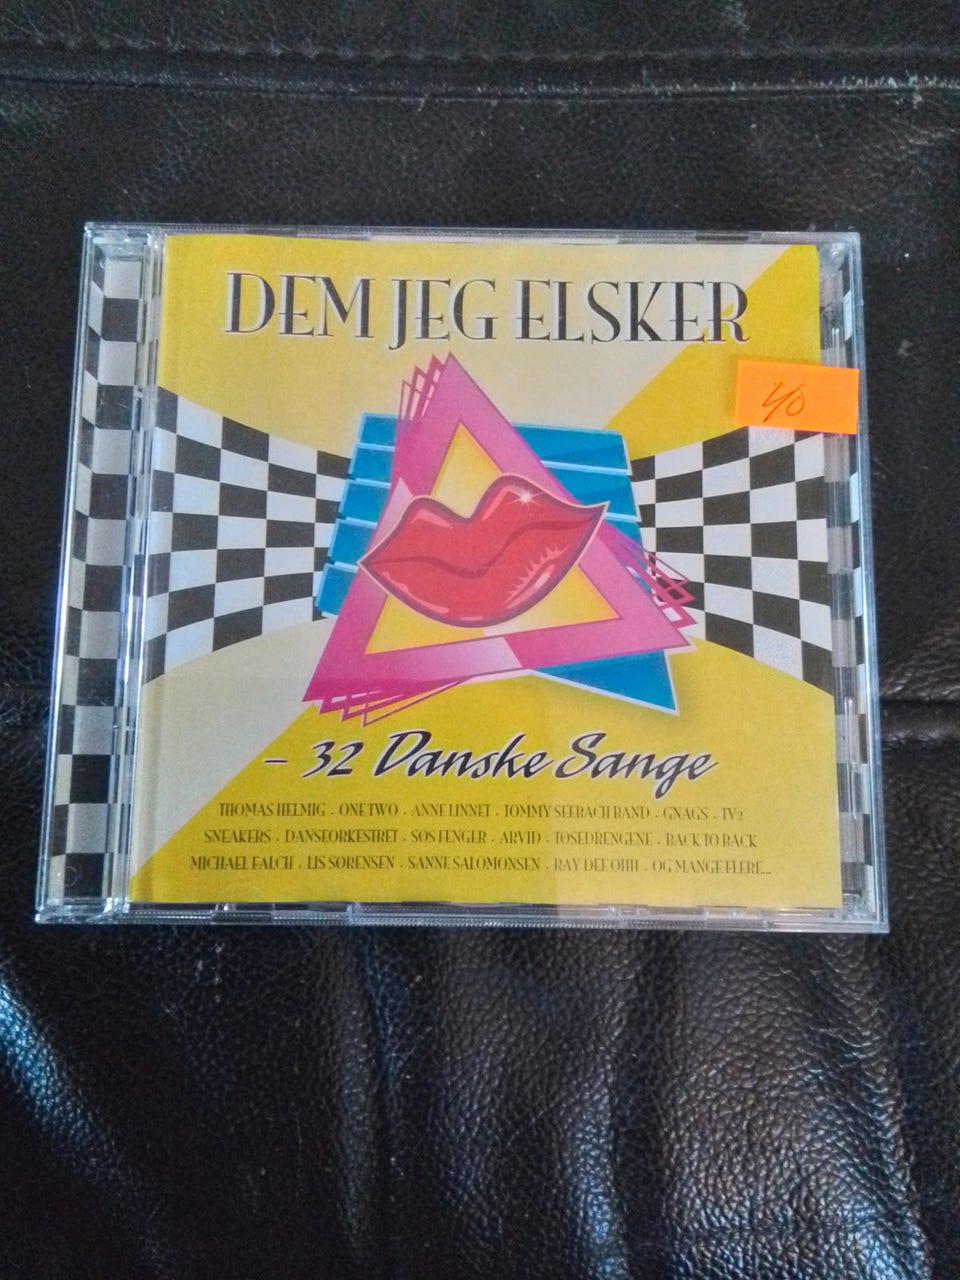 DEM JEG ELSKER
40
- 32 Danske Sange
THOMAS HELMIG . ONE TWO . ANNE LINNET . TOMMY SEEBACH BAND . GNAGS . TV2
SNEAKERS . DANSEORKESTRET . SØS FENGER . ARVID . TØSEDRENGENE . BACK TO BACK
MICHAEL FALCH . LIS SØRENSEN . SANNE SALOMONSEN . RAY DEE OHH . OG MANGE FLERE...